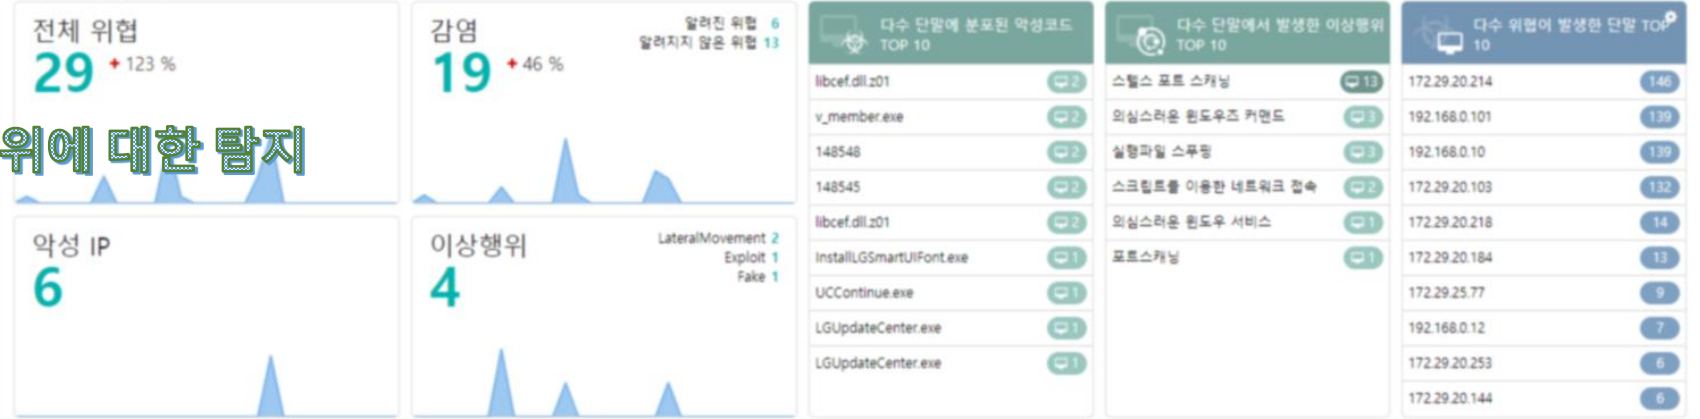 전체 위협
29 + 123 %
위에 대한 탐지
감염
19 + 46 %
알려진 위협 6
알려지지 않은 위협 13
악성 IP
6
이상행위
4
LateralMovement 2
Exploit 1
Fake 1
다수 단말에 분포된 악성코드
TOP 10
libcef.dll.z01 2
v_member.exe 2
148548 2
148545 2
libcef.dll.z01 2
InstallLGSmartUIFont.exe 1
UCContinue.exe 1
LGUpdateCenter.exe 1
LGUpdateCenter.exe 1
다수 단말에서 발생한 이상행위
TOP 10
스텔스 포트 스캐닝 13
의심스러운 윈도우즈 커맨드 3
실행파일 스푸핑 3
스크립트를 이용한 네트워크 접속 2
의심스러운 윈도우 서비스 1
포트스캐닝 1
다수 위협이 발생한 단말 TOP
10
172.29.20.214 146
192.168.0.101 139
192.168.0.10 139
172.29.20.103 132
172.29.20.218 14
172.29.20.184 13
172.29.25.77 9
192.168.0.12 7
172.29.20.253 6
172.29.20.144 6